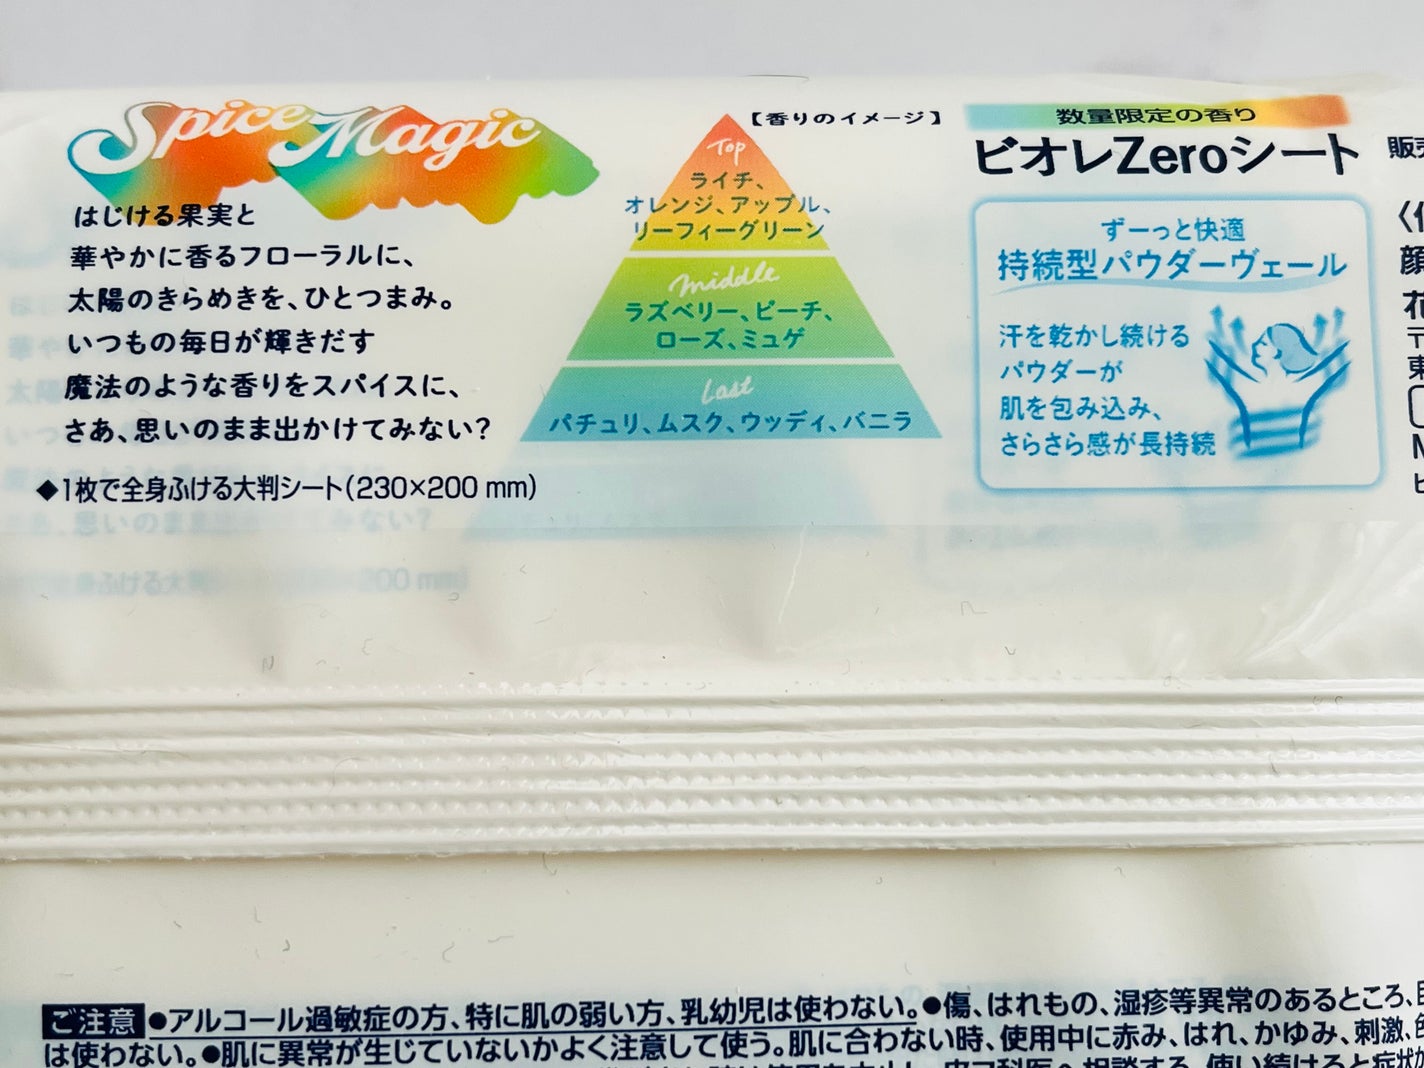 Spice Magic
はじける果実と
華やかに香るフローラルに、
太陽のきらめきを、ひとつまみ。
いつもの毎日が輝きだす
魔法のような香りをスパイスに、
さあ、思いのまま出かけてみない?
◆1枚で全身ふける大判シート(230×200 mm)
【香りのイメージ】
Top
ライチ、
オレンジ、アップル、
リーフィーグリーン
Middle
ラズベリー、ピーチ、
ローズ、ミュゲ
Last
パチュリ、ムスク、ウッディ、バニラ
数量限定の香り
ビオレZeroシート
ずーっと快適
持続型パウダーヴェール
汗を乾かし続ける
パウダーが
肌を包み込み、
さらさら感が長持続
販売
顔
花
〒
東
ご注意 ●アルコール過敏症の方、特に肌の弱い方、乳幼児は使わない。●傷、はれもの、湿疹等異常のあるところ、
は使わない。●肌に異常が生じていないかよく注意して使う。肌に合わない時、使用中に赤み、はれ、かゆみ、刺激、